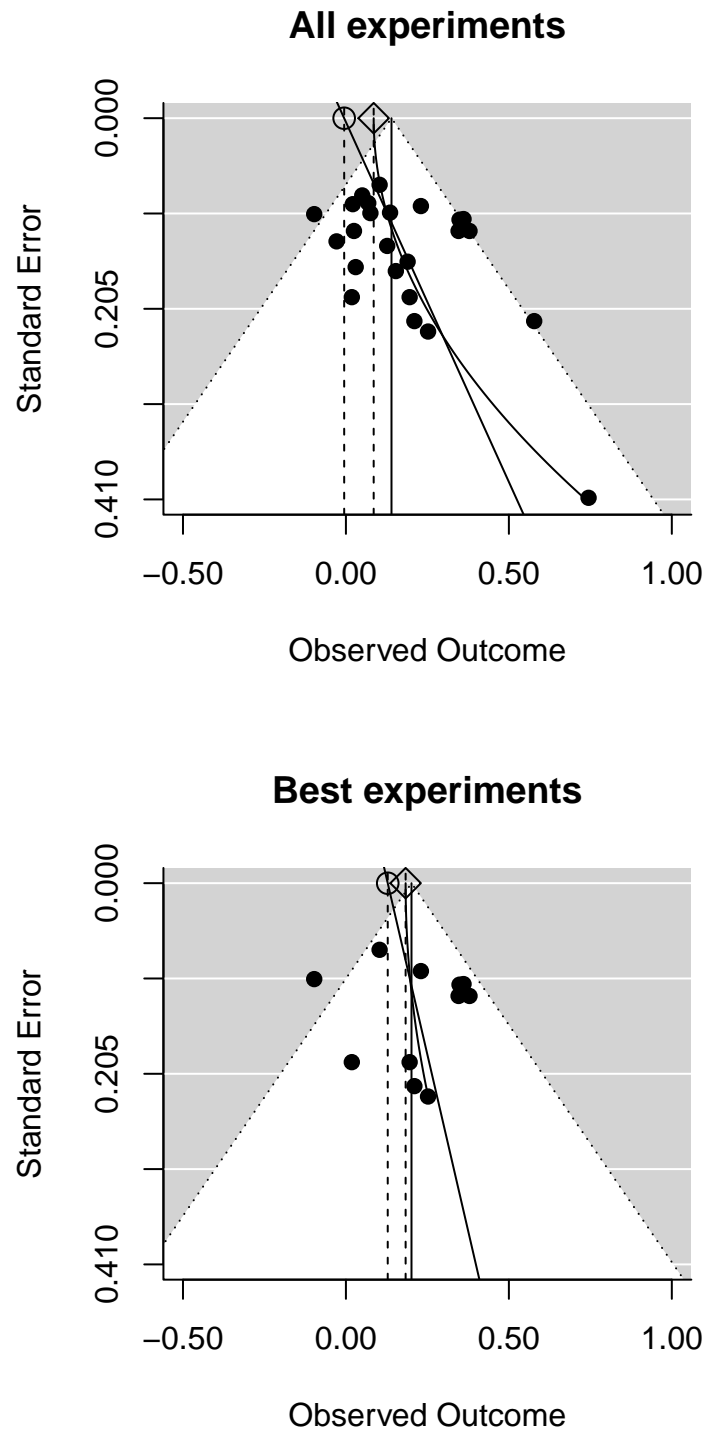 All experiments
Standard Error
0.000
0.205
0.410
−0.50 0.00 0.50 1.00
Observed Outcome
Best experiments
Standard Error
0.000
0.205
0.410
−0.50 0.00 0.50 1.00
Observed Outcome